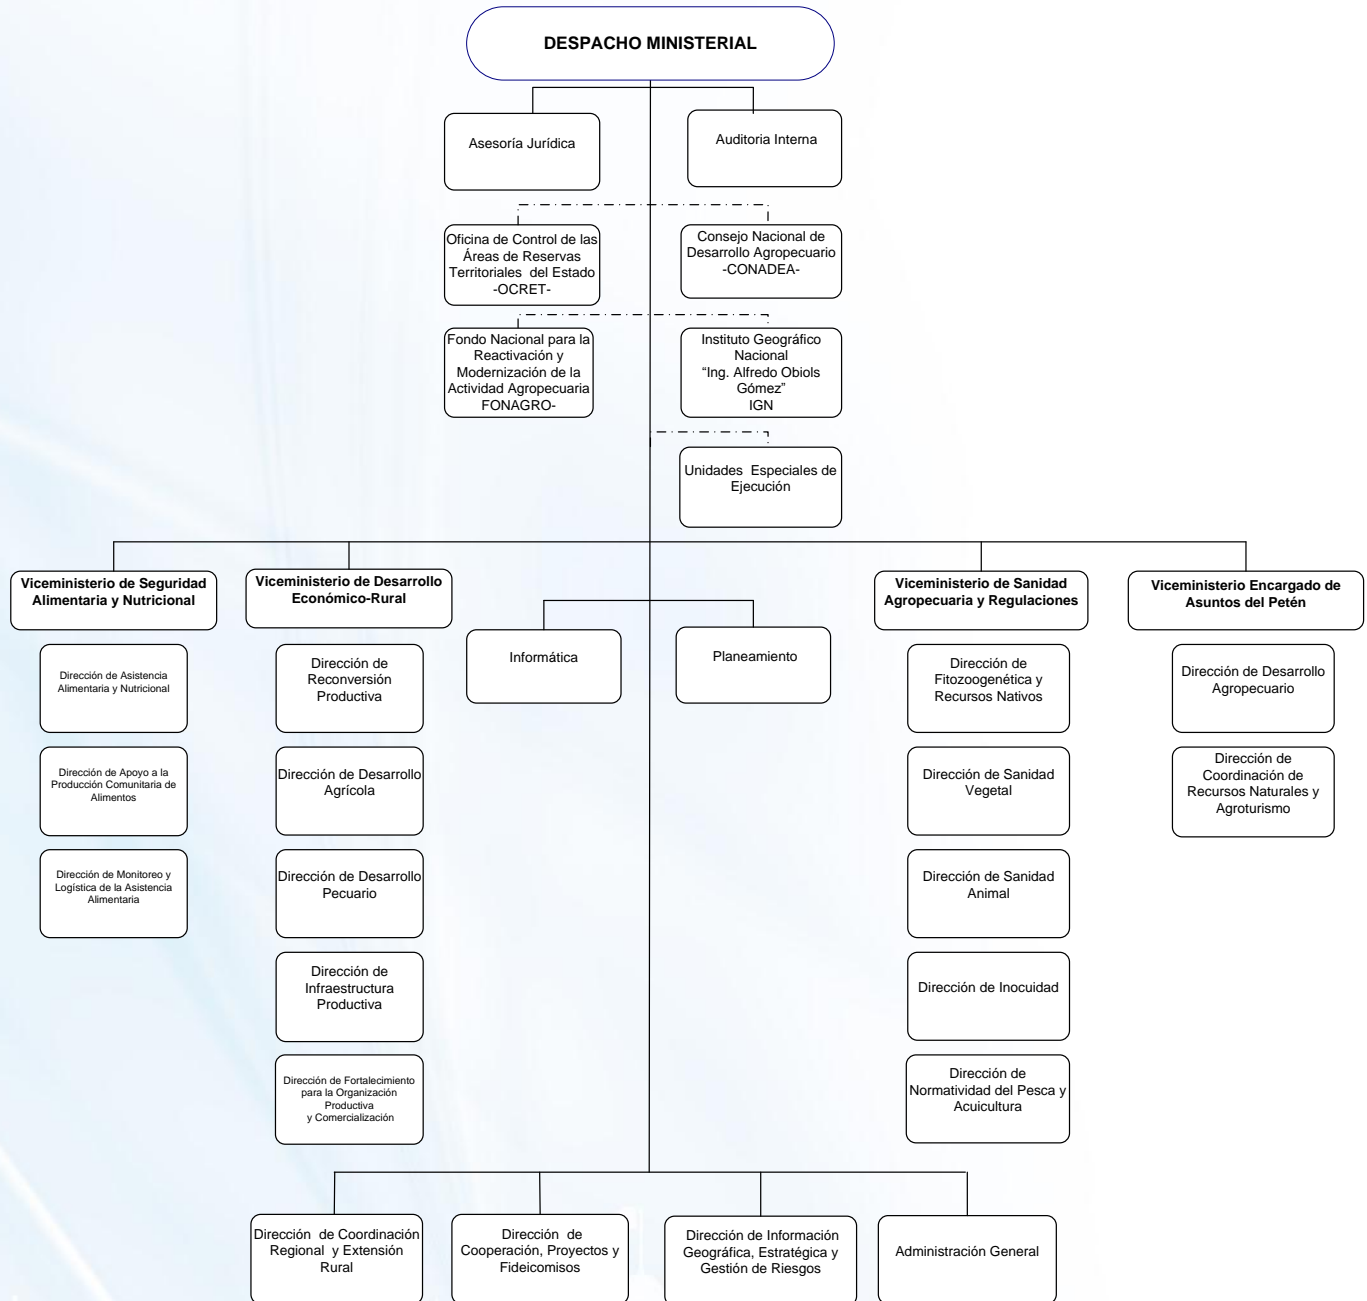 DESPACHO MINISTERIAL
Asesoría Jurídica
Auditoria Interna
Oficina de Control de las
Áreas de Reservas
Territoriales del Estado
-OCRET-
Consejo Nacional de
Desarrollo Agropecuario
-CONADEA-
Fondo Nacional para la
Reactivación y
Modernización de la
Actividad Agropecuaria
FONAGRO-
Instituto Geográfico
Nacional
“Ing. Alfredo Obiols
Gómez”
IGN
Unidades Especiales de
Ejecución
Viceministerio de Seguridad
Alimentaria y Nutricional
Viceministerio de Desarrollo
Económico-Rural
Viceministerio de Sanidad
Agropecuaria y Regulaciones
Viceministerio Encargado de
Asuntos del Petén
Dirección de Asistencia
Alimentaria y Nutricional
Dirección de
Reconversión
Productiva
Informática
Planeamiento
Dirección de
Fitozoogenética y
Recursos Nativos
Dirección de Desarrollo
Agropecuario
Dirección de Apoyo a la
Producción Comunitaria de
Alimentos
Dirección de Desarrollo
Agrícola
Dirección de Sanidad
Vegetal
Dirección de
Coordinación de
Recursos Naturales y
Agroturismo
Dirección de Monitoreo y
Logística de la Asistencia
Alimentaria
Dirección de Desarrollo
Pecuario
Dirección de Sanidad
Animal
Dirección de
Infraestructura
Productiva
Dirección de Inocuidad
Dirección de Fortalecimiento
para la Organización
Productiva
y Comercialización
Dirección de
Normatividad del Pesca y
Acuicultura
Dirección de Coordinación
Regional y Extensión
Rural
Dirección de
Cooperación, Proyectos y
Fideicomisos
Dirección de Información
Geográfica, Estratégica y
Gestión de Riesgos
Administración General